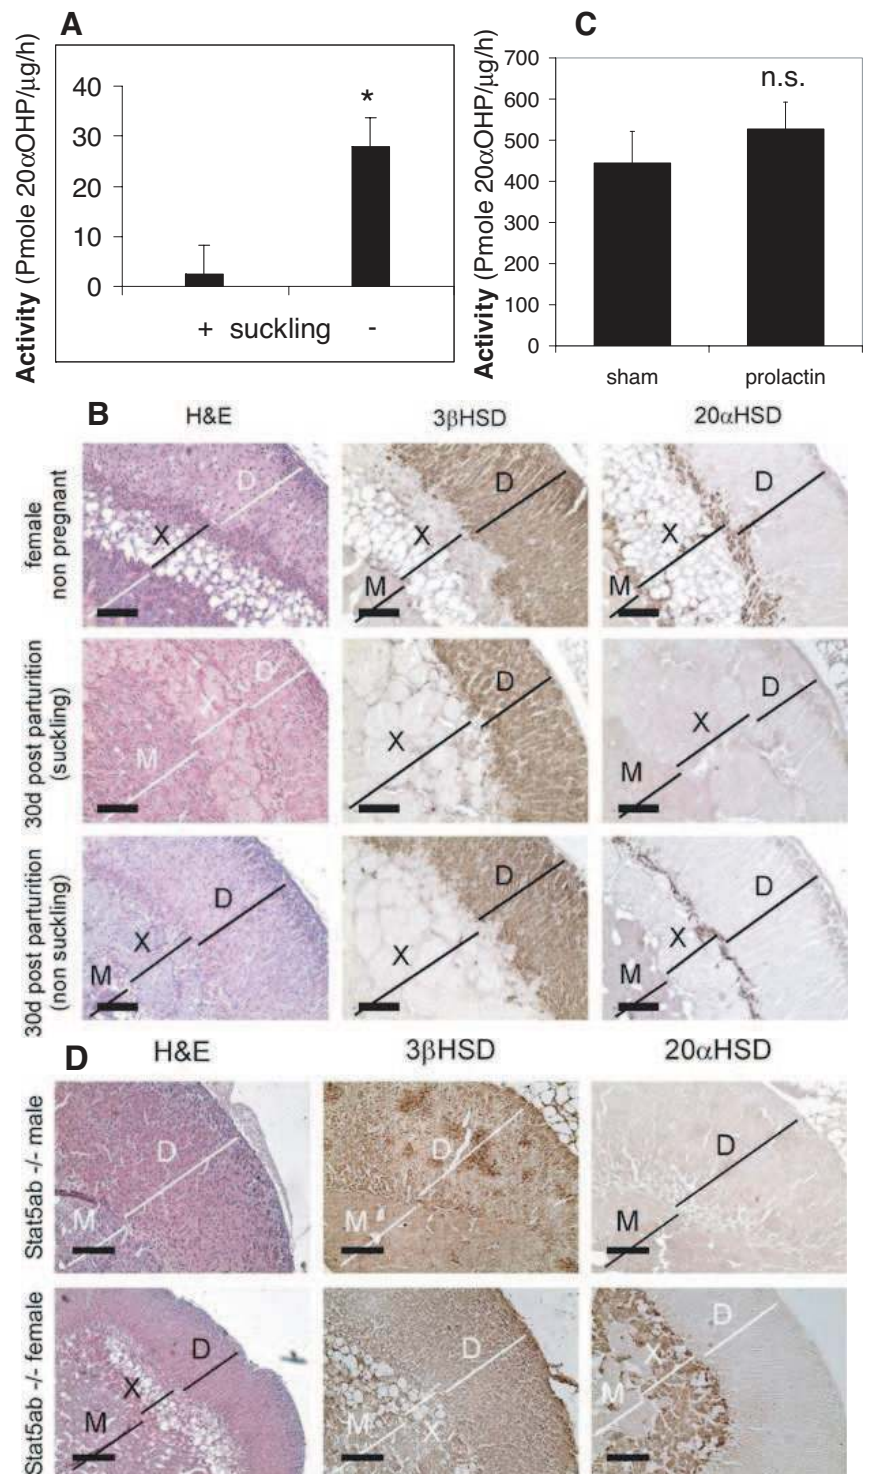 A
Activity (Pmole 20αOHP/μg/h)
40
30
20
10
0
*
+ suckling -
C
Activity (Pmole 20αOHP/μg/h)
700
600
500
400
300
200
100
0
n.s.
sham prolactin
B
H&E 3βHSD 20αHSD
female
non pregnant
D
X
D
X
M
D
X
M
30d post parturition
(suckling)
D
X
M
D
X
D
X
M
30d post parturition
(non suckling)
D
X
M
D
X
D
X
M
D
H&E 3βHSD 20αHSD
Stat5ab -/- male
D
M
D
M
D
M
Stat5ab -/- female
D
X
M
D
M
X
D
X
M